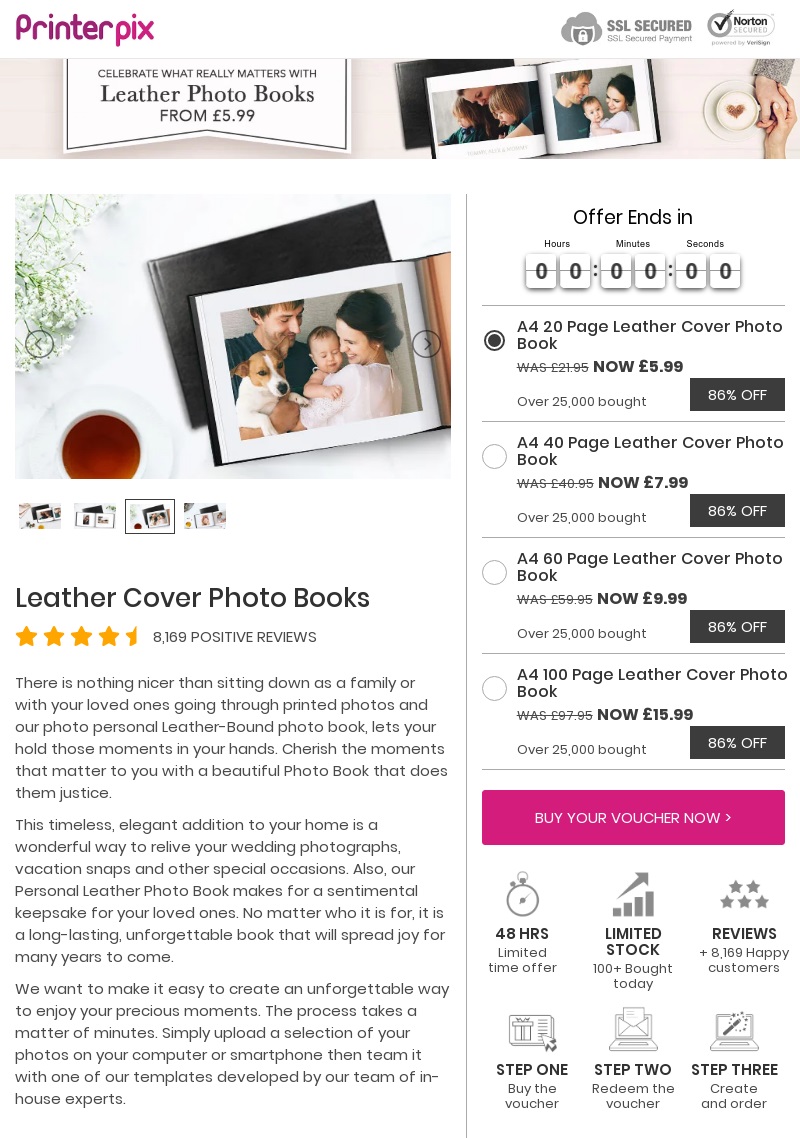 Printerpix
SSL SECURED
SSL Secured Payment
Norton
SECURED
powered by VeriSign
CELEBRATE WHAT REALLY MATTERS WITH
Leather Photo Books
FROM £5.99
Offer Ends in
Hours Minutes Seconds
00:00:00
A4 20 Page Leather Cover Photo
Book
WAS £21.95 NOW £5.99
Over 25,000 bought
86% OFF
A4 40 Page Leather Cover Photo
Book
WAS £40.95 NOW £7.99
Over 25,000 bought
86% OFF
A4 60 Page Leather Cover Photo
Book
WAS £59.95 NOW £9.99
Over 25,000 bought
86% OFF
A4 100 Page Leather Cover Photo
Book
WAS £97.95 NOW £15.99
Over 25,000 bought
86% OFF
BUY YOUR VOUCHER NOW >
48 HRS
Limited
time offer
LIMITED
STOCK
100+ Bought
today
REVIEWS
+ 8,169 Happy
customers
STEP ONE
Buy the
voucher
STEP TWO
Redeem the
voucher
STEP THREE
Create
and order
Leather Cover Photo Books
8,169 POSITIVE REVIEWS
There is nothing nicer than sitting down as a family or
with your loved ones going through printed photos and
our photo personal Leather-Bound photo book, lets your
hold those moments in your hands. Cherish the moments
that matter to you with a beautiful Photo Book that does
them justice.
This timeless, elegant addition to your home is a
wonderful way to relive your wedding photographs,
vacation snaps and other special occasions. Also, our
Personal Leather Photo Book makes for a sentimental
keepsake for your loved ones. No matter who it is for, it is
a long-lasting, unforgettable book that will spread joy for
many years to come.
We want to make it easy to create an unforgettable way
to enjoy your precious moments. The process takes a
matter of minutes. Simply upload a selection of your
photos on your computer or smartphone then team it
with one of our templates developed by our team of in-
house experts.